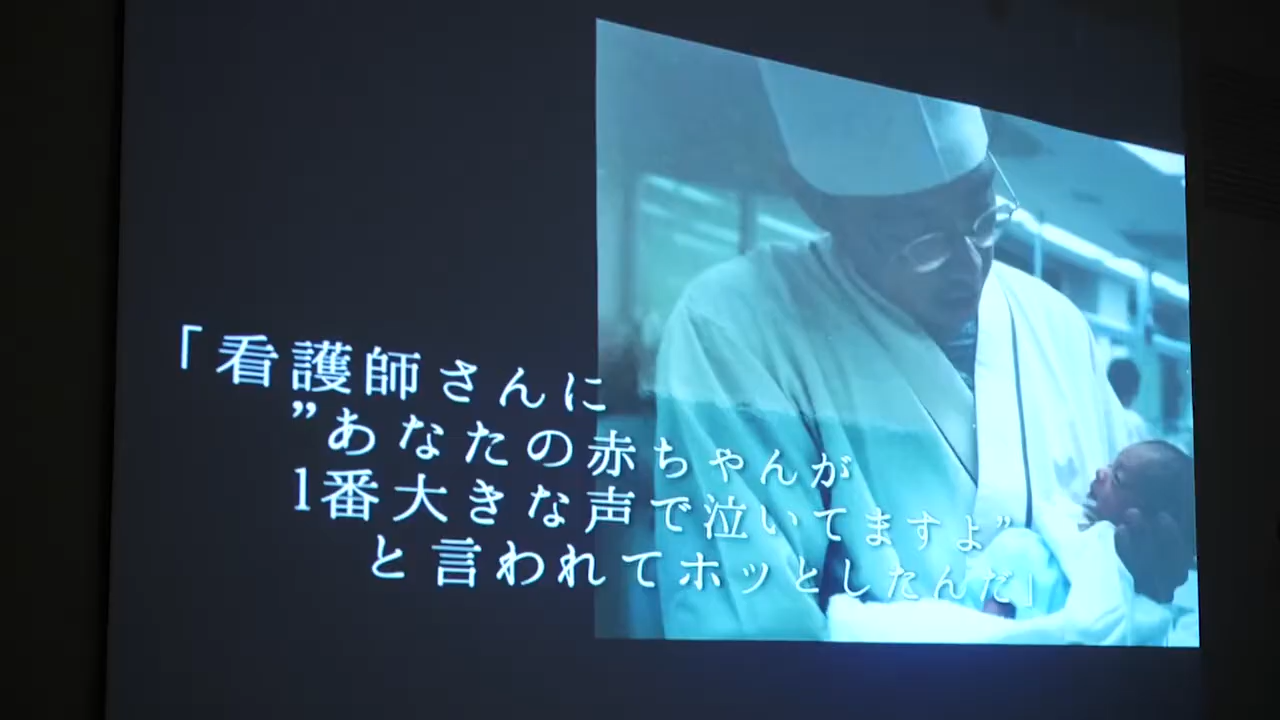 「看護師さんに
”あなたの赤ちゃんが
1番大きな声で泣いてますよ”
と言われてホッとしたんだ」